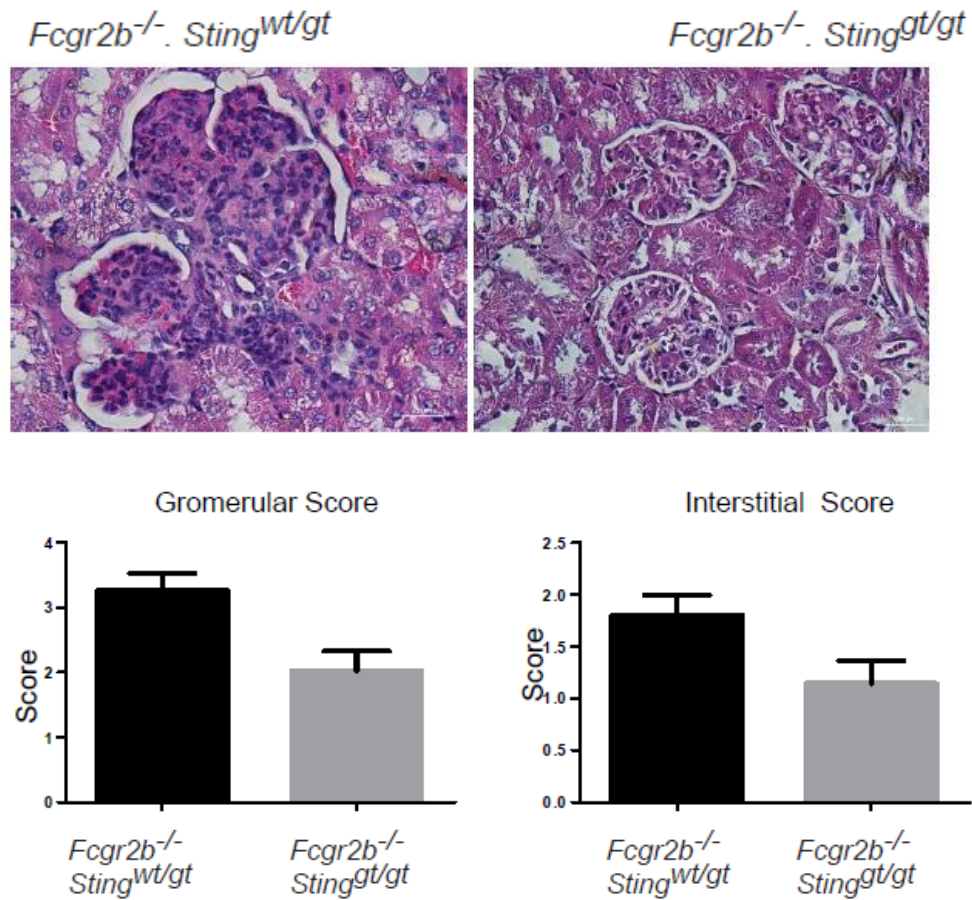 Fcgr2b-/-. Stingwt/gt
Fcgr2b-/-. Stinggt/gt
Gromerular Score
Score
4
3
2
1
0
Fcgr2b-/-
Stingwt/gt
Fcgr2b-/-
Stinggt/gt
Interstitial Score
Score
2.5
2.0
1.5
1.0
0.5
0.0
Fcgr2b-/-
Stingwt/gt
Fcgr2b-/-
Stinggt/gt